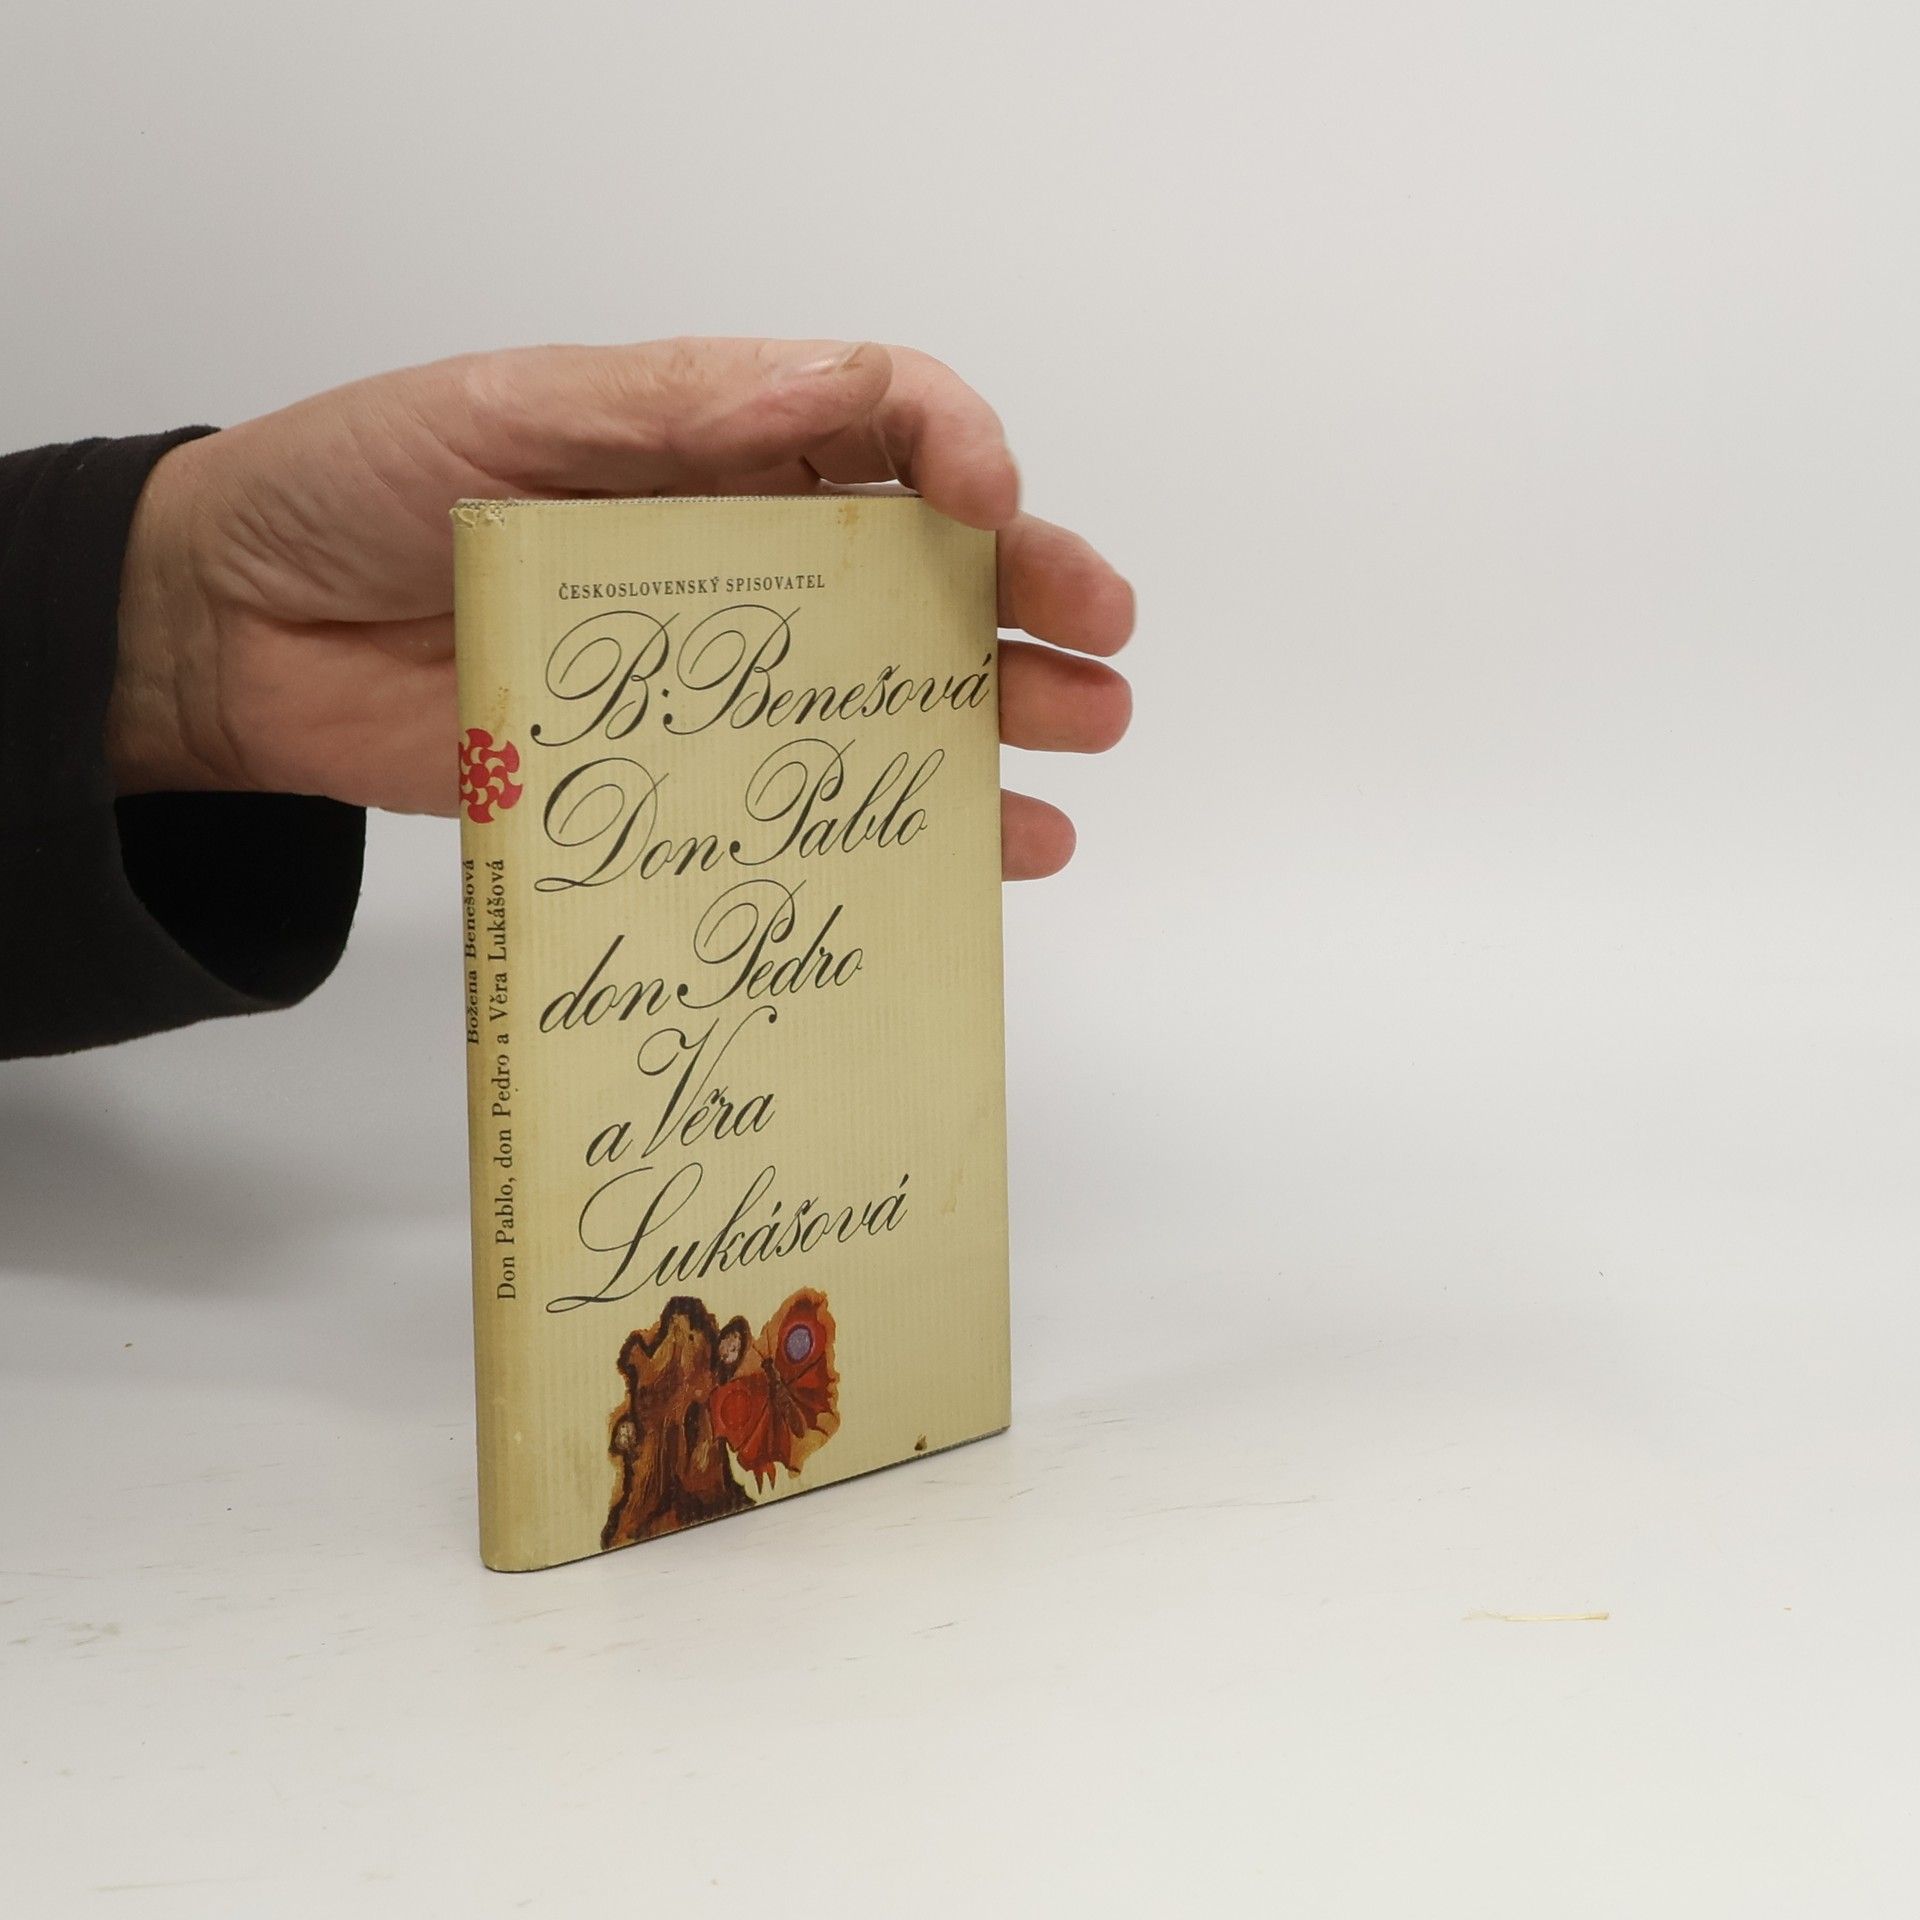 ČESKOSLOVENSKÝ SPISOVATEL
B. Benešová
Don Pablo
don Pedro
a Věra
Lukášová
Božena Benešová
Don Pablo, don Pedro a Věra Lukášová